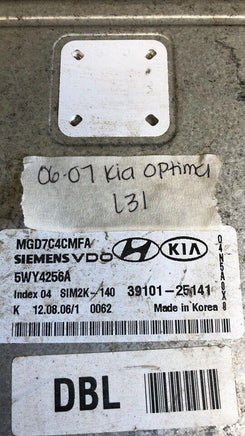 06-07 Kia Optima
L31
MGD7C4CMFA
SIEMENS VDO HYUNDAI KIA
5WY4256A
Index 04 SIM2K-140 39101-25141
K 12.08.06/1 0062 Made in Korea
DBL